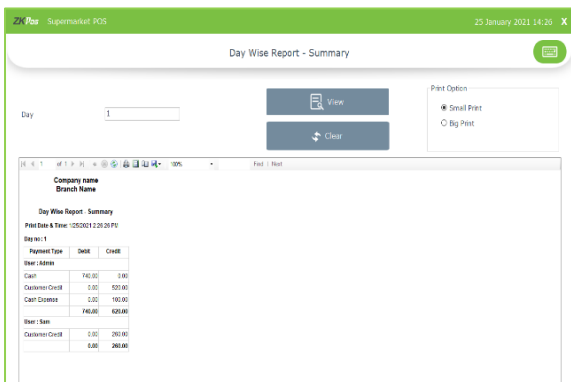 ZKPos Supermarket POS 25 January 2021 14:26 X
Day Wise Report - Summary
Print Option
View
Small Print
Day 1
Big Print
Clear
1 of 1 100% Find | Next
Company name
Branch Name
Day Wise Report - Summary
Print Date & Time: 1/25/2021 2:26:26 PM
Day no : 1
Payment Type Debit Credit
User : Admin
Cash 740.00 0.00
Customer Credit 0.00 520.00
Cash Expense 0.00 100.00
740.00 620.00
User : Sam
Customer Credit 0.00 260.00
0.00 260.00